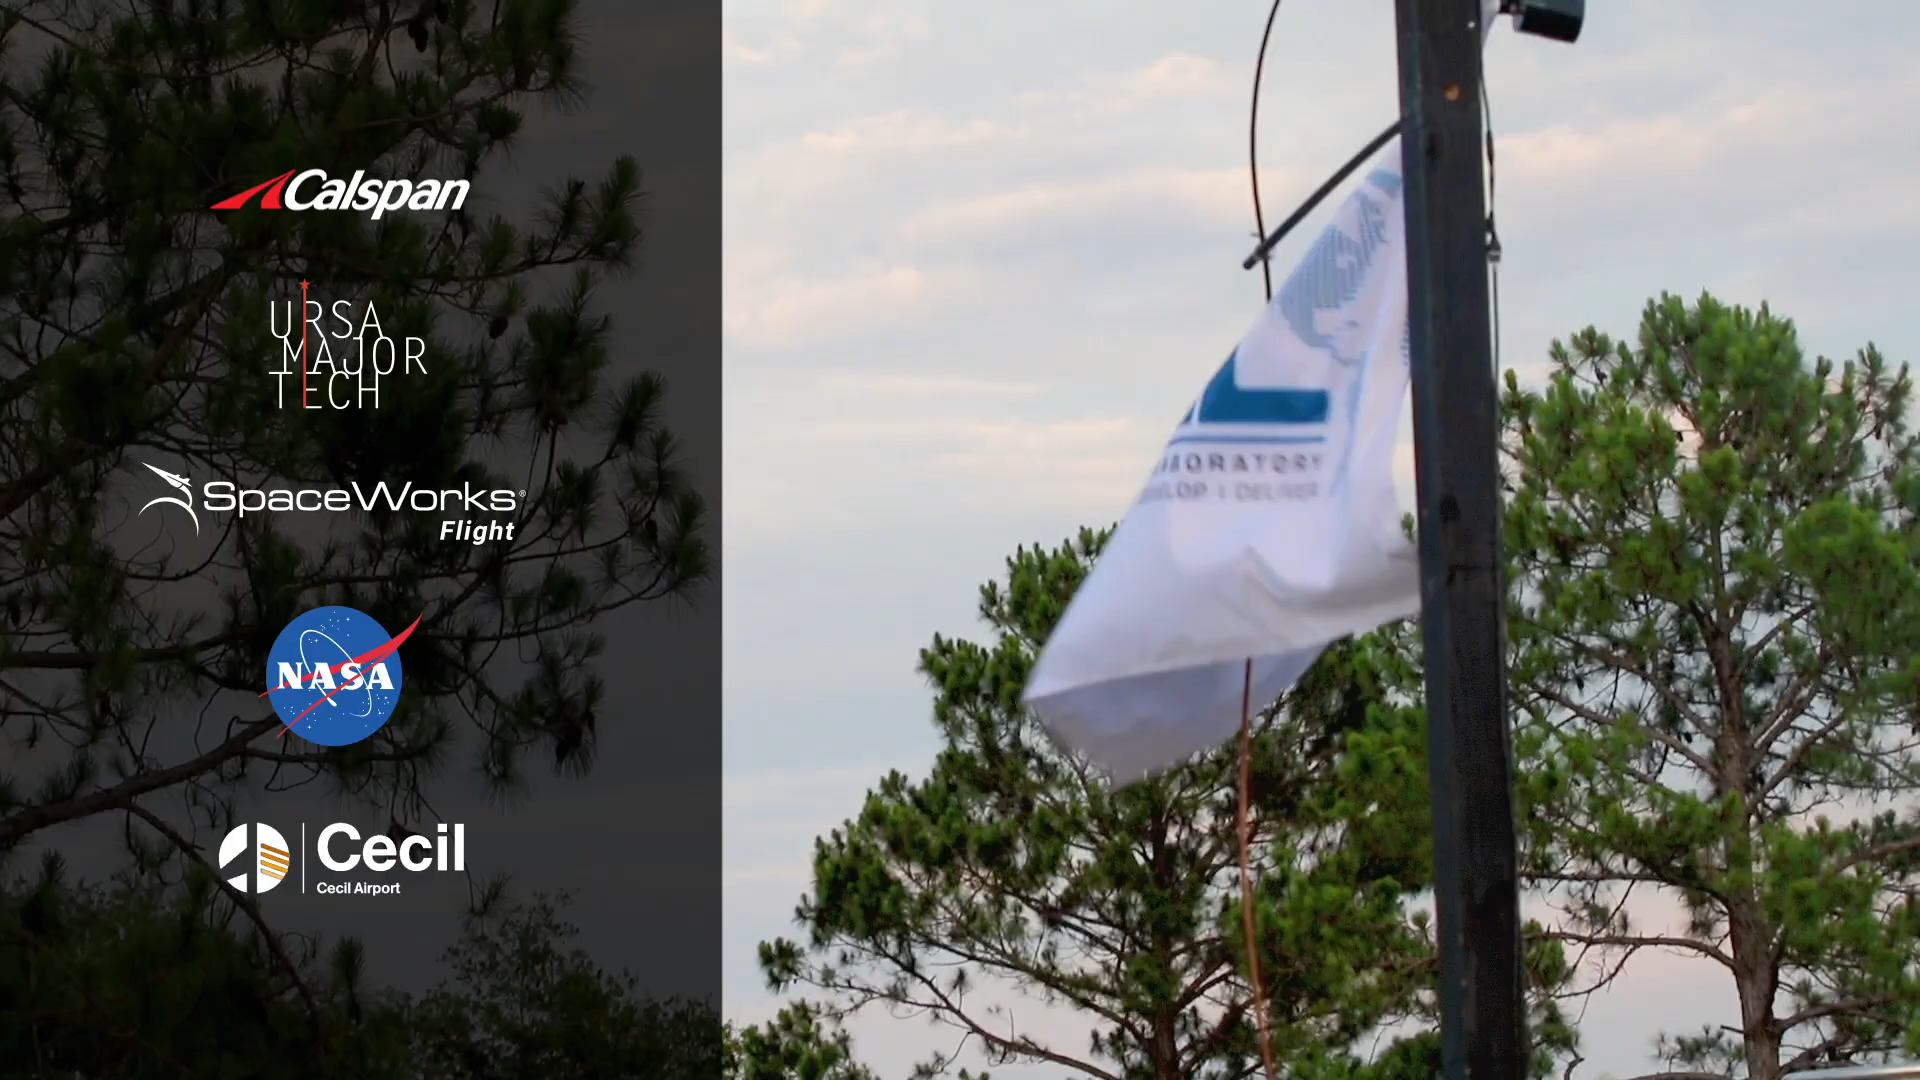 Calspan
URSA
MAJOR
TECH
SpaceWorks®
Flight
NASA
Cecil
Cecil Airport
L